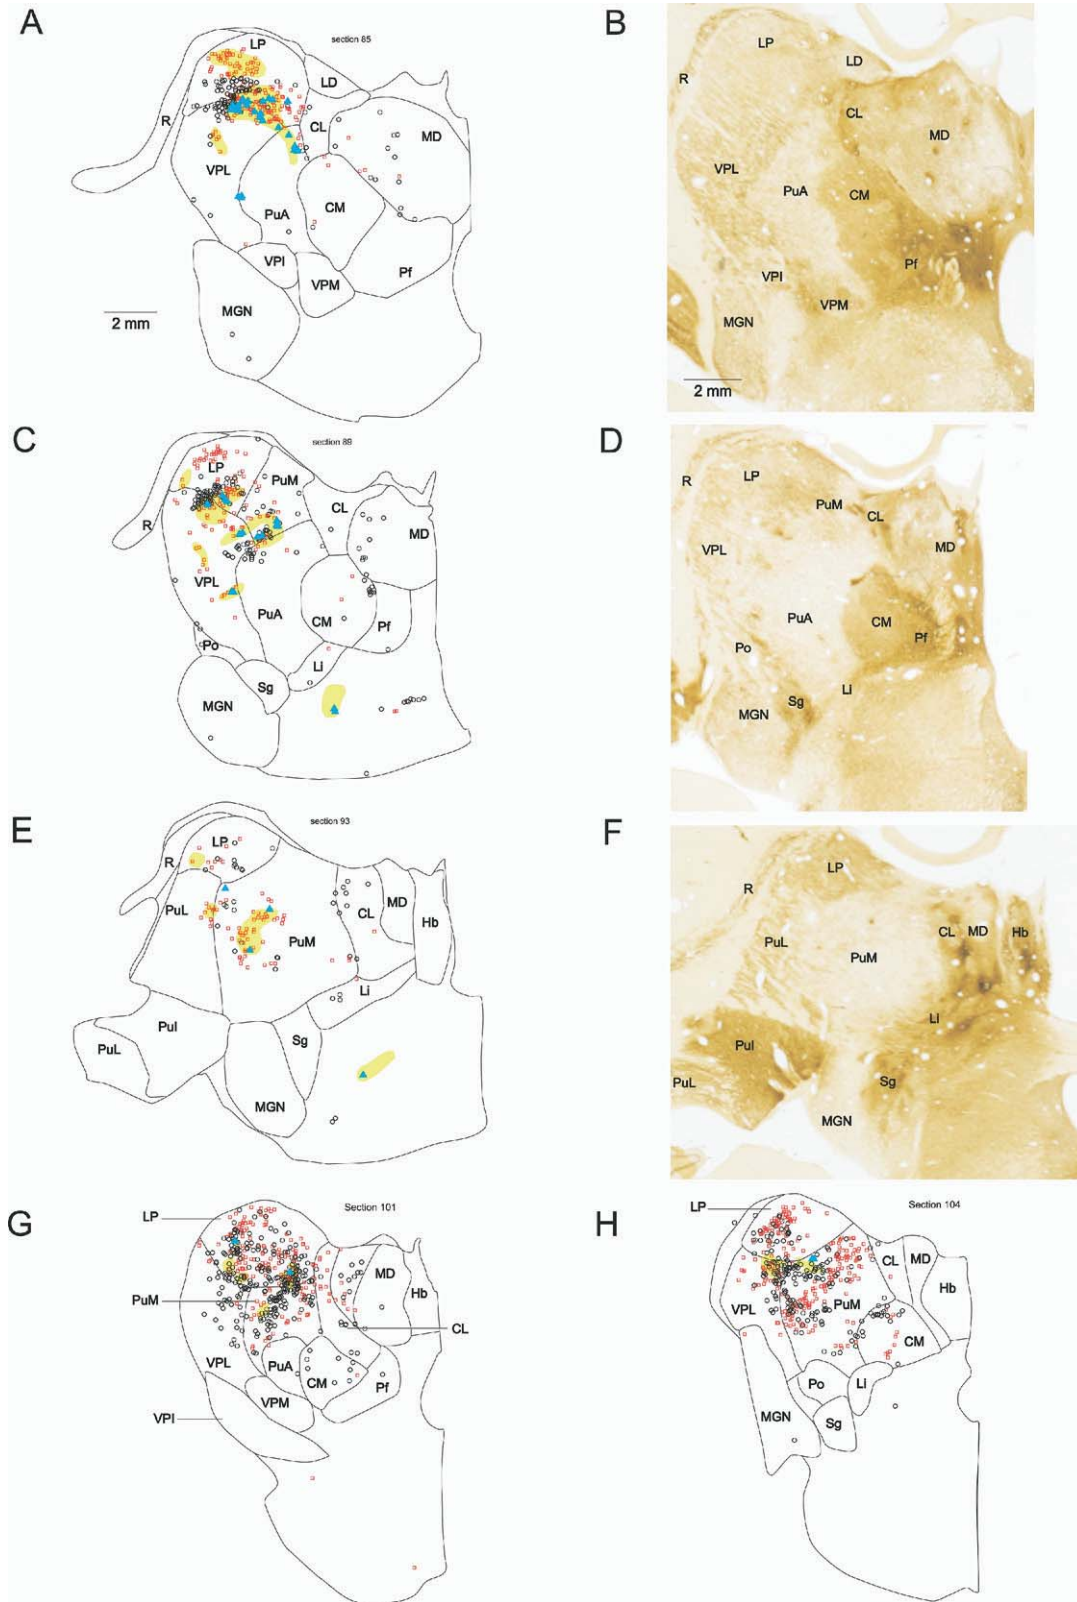 A
section 85
LP
LD
R
CL
MD
VPL
PuA
CM
VPI
VPM
Pf
MGN
2 mm
B
LP
LD
R
CL
MD
VPL
PuA
CM
VPI
Pf
VPM
MGN
2 mm
C
section 89
LP
PuM
R
CL
MD
VPL
PuA
CM
Pf
Po
Li
Sg
MGN
D
R
LP
PuM
CL
VPL
MD
PuA
CM
Pf
Po
Li
MGN
Sg
E
section 93
R
LP
PuL
CL
MD
Hb
PuM
Li
PuI
Sg
PuL
MGN
F
LP
R
PuL
CL
MD
Hb
PuM
Li
PuI
Sg
PuL
MGN
G
Section 101
LP
MD
Hb
PuM
CL
VPL
PuA
CM
Pf
VPM
VPI
H
Section 104
LP
CL
MD
Hb
VPL
PuM
CM
Po
Li
MGN
Sg